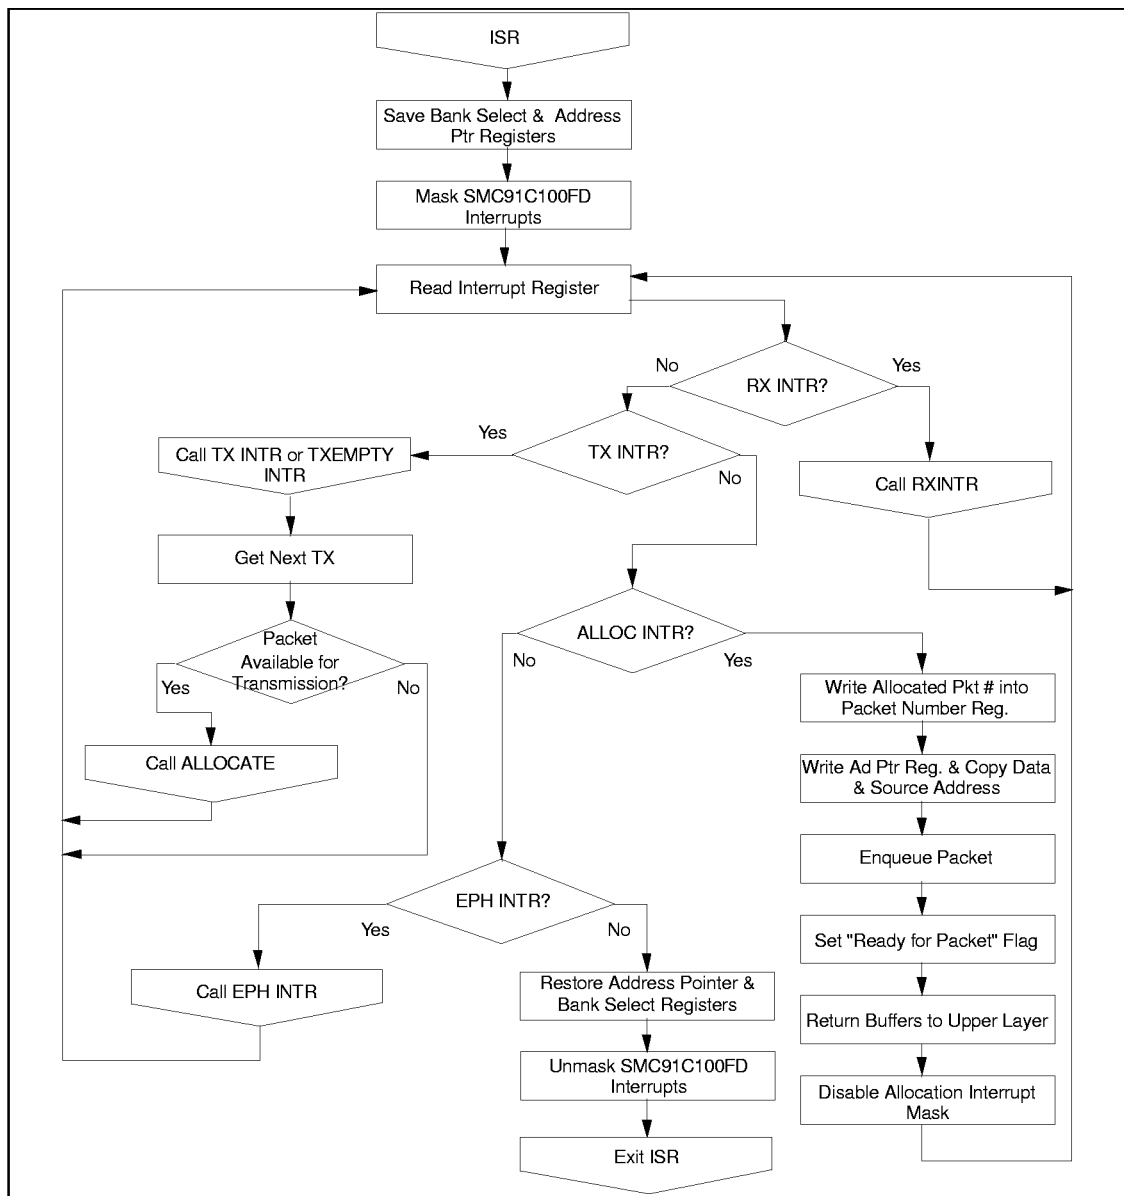 ISR
Save Bank Select & Address
Ptr Registers
Mask SMC91C100FD
Interrupts
Read Interrupt Register
No
Yes
RX INTR?
Yes
TX INTR?
No
Call TX INTR or TXEMPTY
INTR
Call RXINTR
Get Next TX
ALLOC INTR?
No
Yes
Packet
Available for
Transmission?
Yes
No
Write Allocated Pkt # into
Packet Number Reg.
Call ALLOCATE
Write Ad Ptr Reg. & Copy Data
& Source Address
Enqueue Packet
EPH INTR?
Yes
No
Set "Ready for Packet" Flag
Call EPH INTR
Restore Address Pointer &
Bank Select Registers
Return Buffers to Upper Layer
Unmask SMC91C100FD
Interrupts
Disable Allocation Interrupt
Mask
Exit ISR